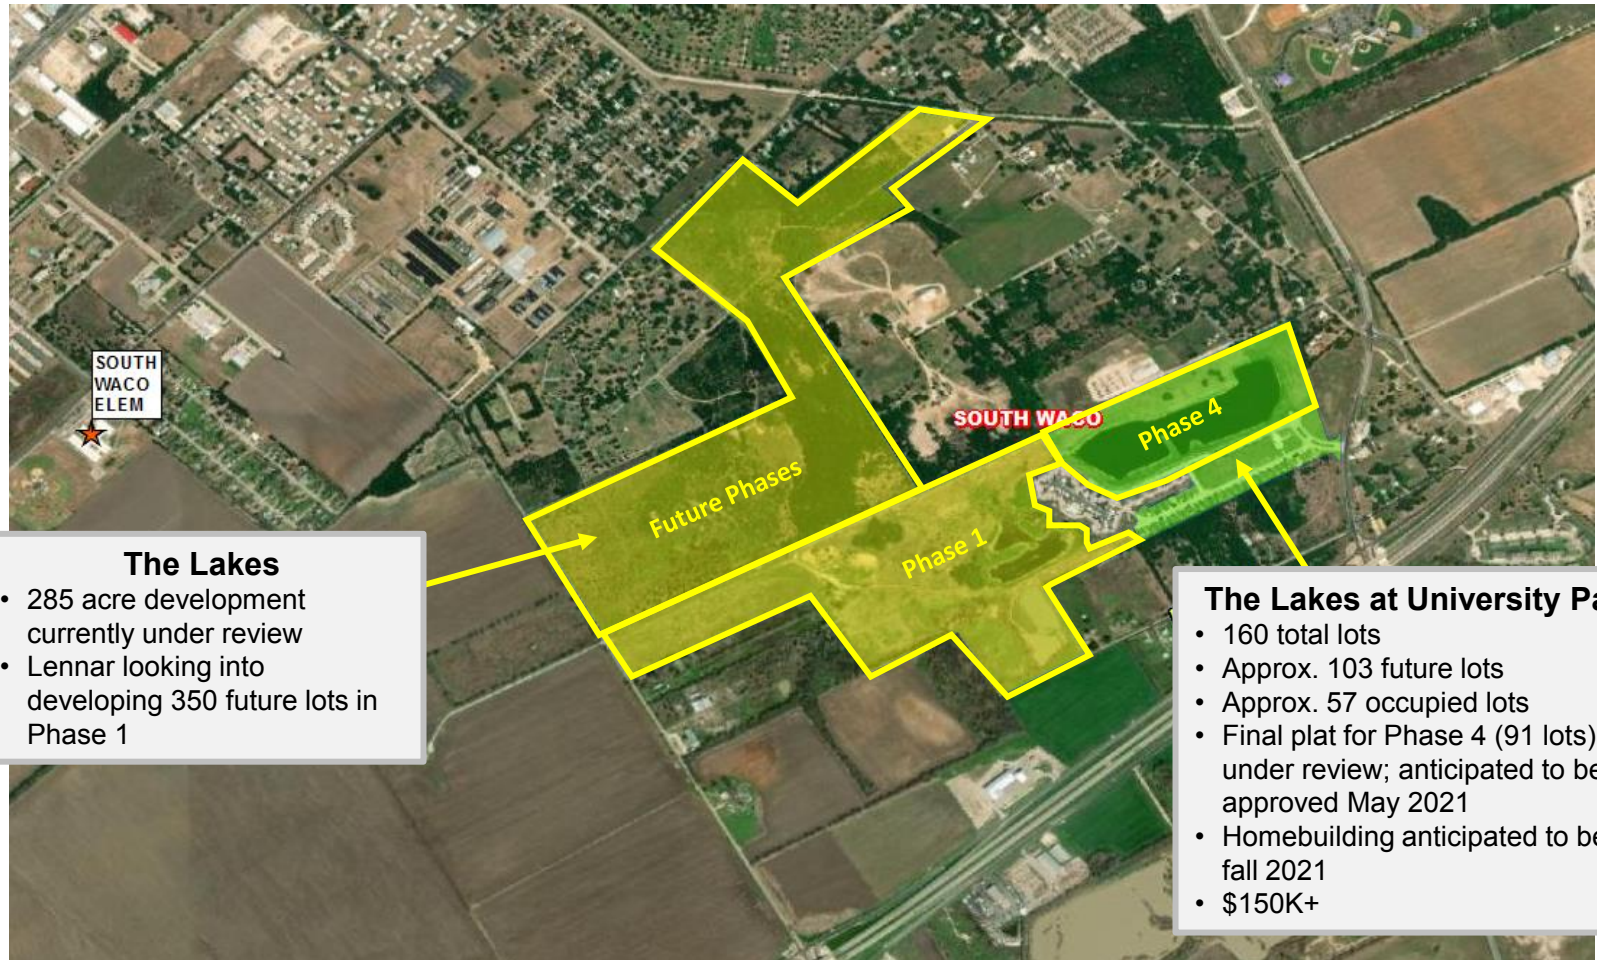 SOUTH
WACO
ELEM
SOUTH WACO
Phase 4
Future Phases
Phase 1
The Lakes
• 285 acre development
currently under review
• Lennar looking into
developing 350 future lots in
Phase 1
The Lakes at University Pa
• 160 total lots
• Approx. 103 future lots
• Approx. 57 occupied lots
• Final plat for Phase 4 (91 lots)
under review; anticipated to be
approved May 2021
• Homebuilding anticipated to be
fall 2021
• $150K+